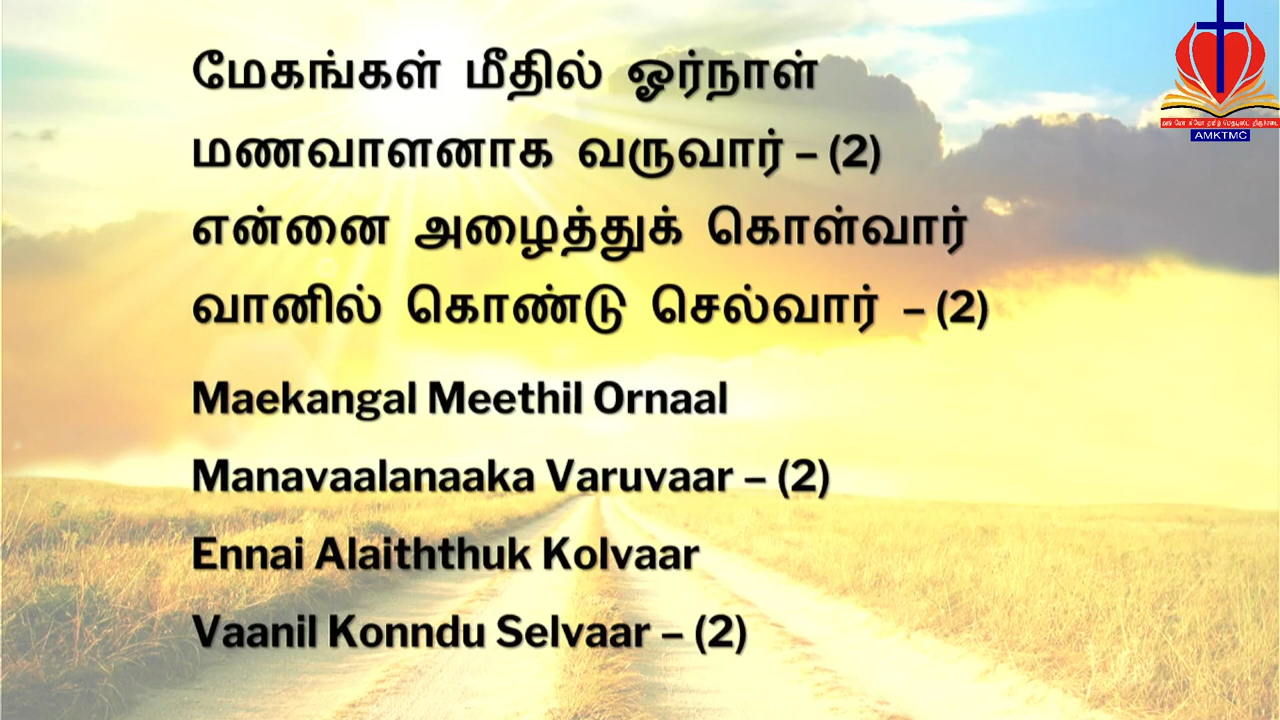 மேகங்கள் மீதில் ஓர்நாள்
மணவாளனாக வருவார் – (2)
என்னை அழைத்துக் கொள்வார்
வானில் கொண்டு செல்வார் – (2)
Maekangal Meethil Ornaal
Manavaalanaaka Varuvaar – (2)
Ennai Alaiththuk Kolvaar
Vaanil Konndu Selvaar – (2)
AMKTMC